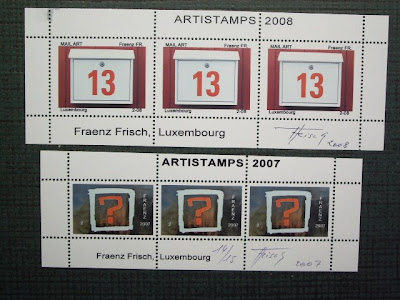 ARTISTAMPS 2008
MAIL ART Fraenz FR. MAIL ART Fraenz FR. MAIL ART Fraenz FR.
13 13 13
Luxembourg 2-08 Luxembourg 2-08 Luxembourg 2-08
Fraenz Frisch, Luxembourg Frisch 2008
ARTISTAMPS 2007
? FRAENZ ? FRAENZ ? FRAENZ
2007 2007 2007
Fraenz Frisch, Luxembourg Frisch 2007